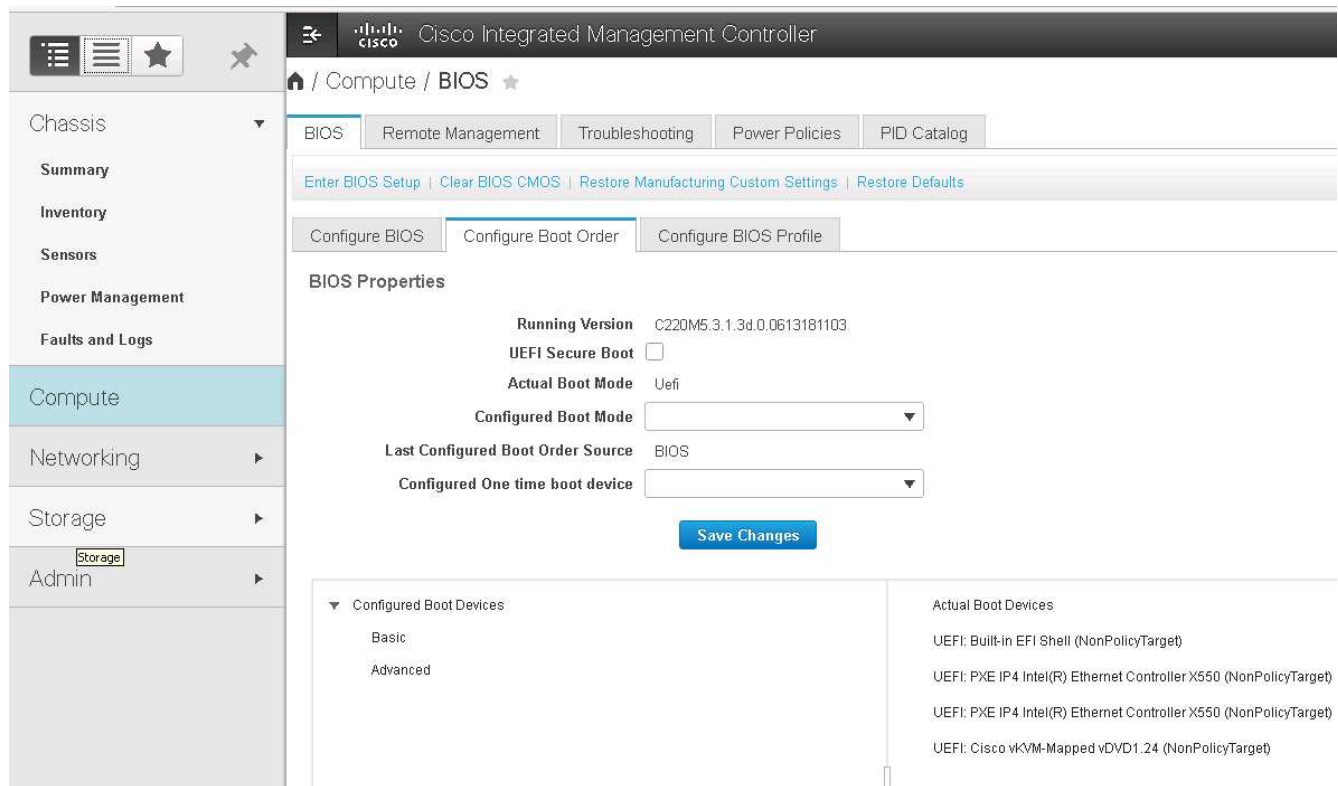 cisco Cisco Integrated Management Controller
/ Compute / BIOS
Chassis
Summary
Inventory
Sensors
Power Management
Faults and Logs
Compute
Networking
Storage
Storage
Admin
BIOS Remote Management Troubleshooting Power Policies PID Catalog
Enter BIOS Setup | Clear BIOS CMOS | Restore Manufacturing Custom Settings | Restore Defaults
Configure BIOS Configure Boot Order Configure BIOS Profile
BIOS Properties
Running Version C220M5.3.1.3d.0.0613181103
UEFI Secure Boot
Actual Boot Mode Uefi
Configured Boot Mode
Last Configured Boot Order Source BIOS
Configured One time boot device
Save Changes
Configured Boot Devices
Basic
Advanced
Actual Boot Devices
UEFI: Built-in EFI Shell (NonPolicyTarget)
UEFI: PXE IP4 Intel(R) Ethernet Controller X550 (NonPolicyTarget)
UEFI: PXE IP4 Intel(R) Ethernet Controller X550 (NonPolicyTarget)
UEFI: Cisco vKVM-Mapped vDVD1.24 (NonPolicyTarget)